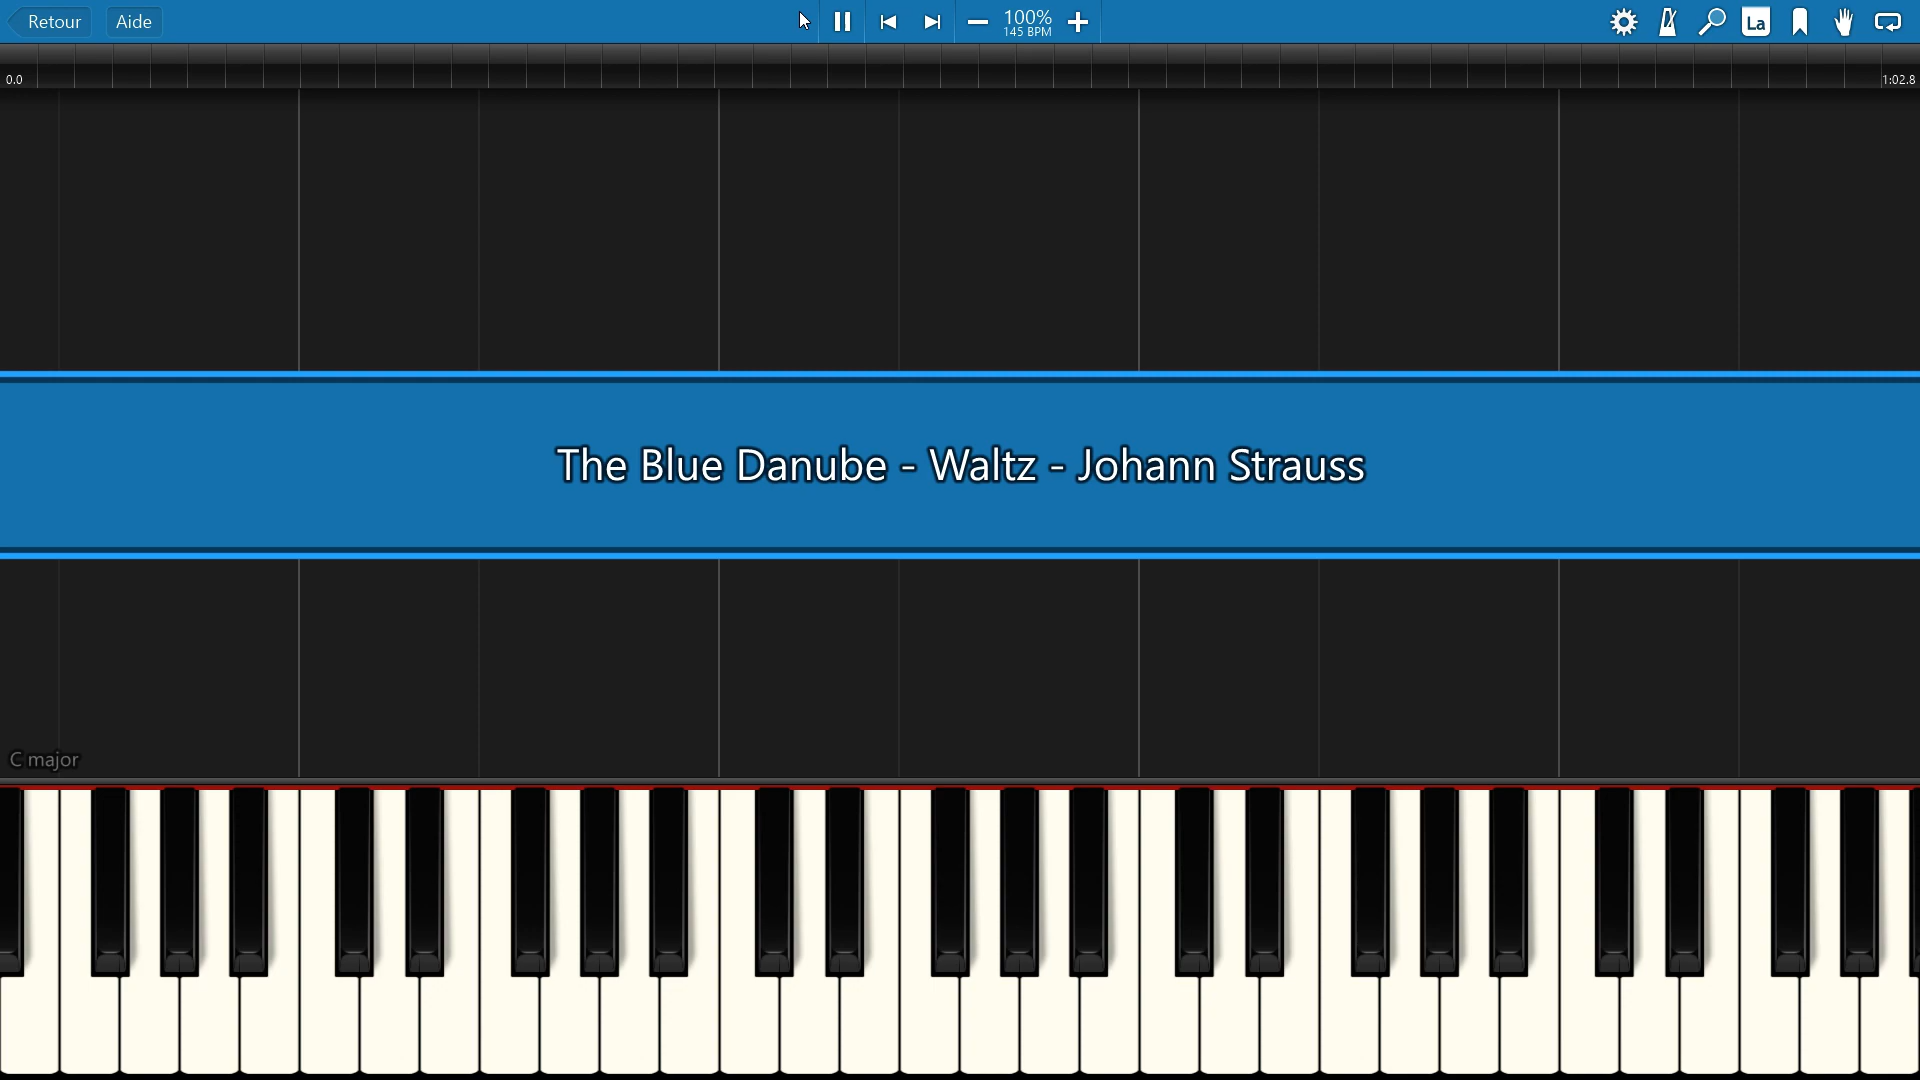 Retour Aide 100% La
145 BPM
0.0 1:02.8
The Blue Danube - Waltz - Johann Strauss
C major